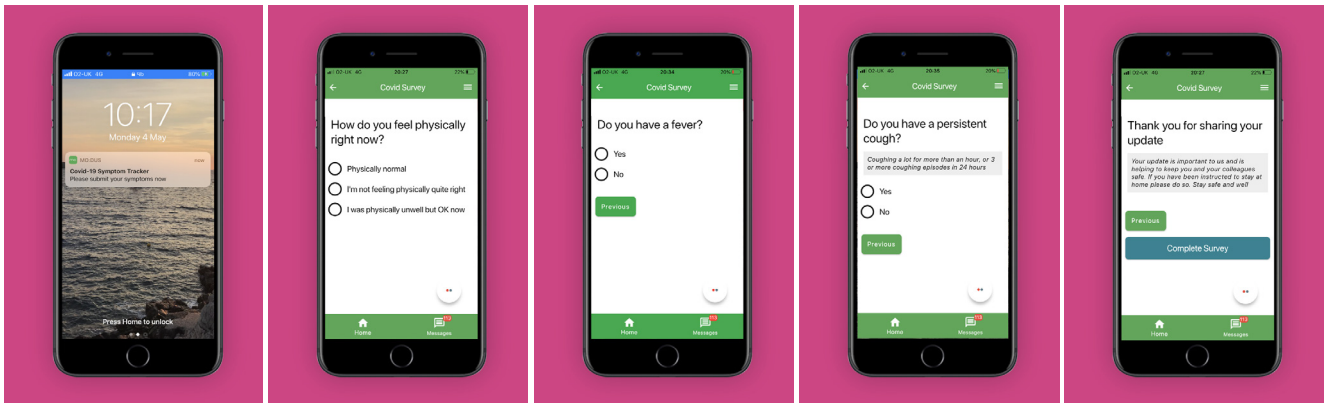 O2-UK 4G
80%
10:17
Monday 4 May
MO:DUS
now
Covid-19 Symptom Tracker
Please submit your symptoms now
Press Home to unlock
O2-UK 4G 20:27 22%
Covid Survey
How do you feel physically
right now?
Physically normal
I'm not feeling physically quite right
I was physically unwell but OK now
Home
Messages
O2-UK 4G 20:34 20%
Covid Survey
Do you have a fever?
Yes
No
Previous
Home
Messages
O2-UK 4G 20:35 20%
Covid Survey
Do you have a persistent
cough?
Coughing a lot for more than an hour, or 3
or more coughing episodes in 24 hours
Yes
No
Previous
Home
Messages
O2-UK 4G 20:27 22%
Covid Survey
Thank you for sharing your
update
Your update is important to us and is
helping to keep you and your colleagues
safe. If you have been instructed to stay at
home please do so. Stay safe and well
Previous
Complete Survey
Home
Messages